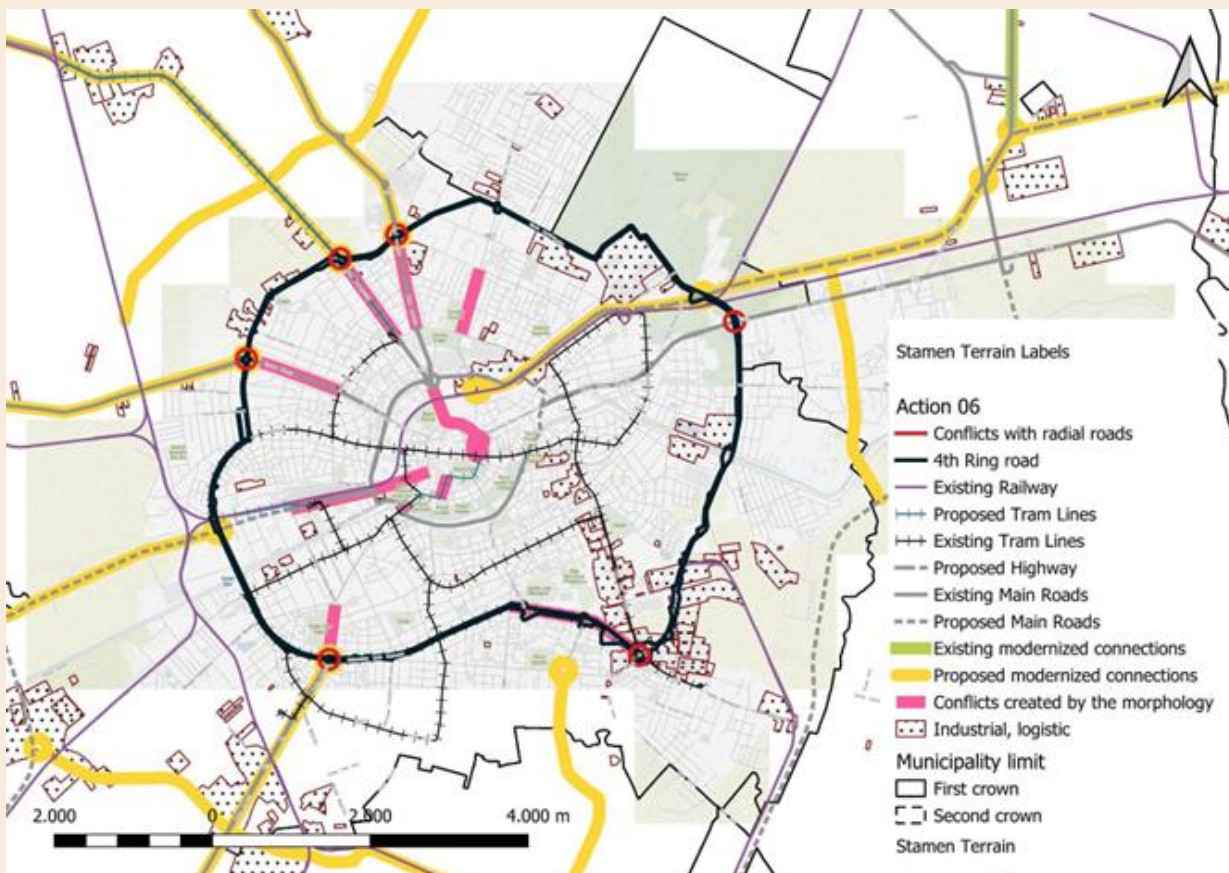 Stamen Terrain Labels
Action 06
Conflicts with radial roads
4th Ring road
Existing Railway
Proposed Tram Lines
Existing Tram Lines
Proposed Highway
Existing Main Roads
Proposed Main Roads
Existing modernized connections
Proposed modernized connections
Conflicts created by the morphology
Industrial, logistic
Municipality limit
First crown
Second crown
Stamen Terrain
2.000 0 2.000 4.000 m